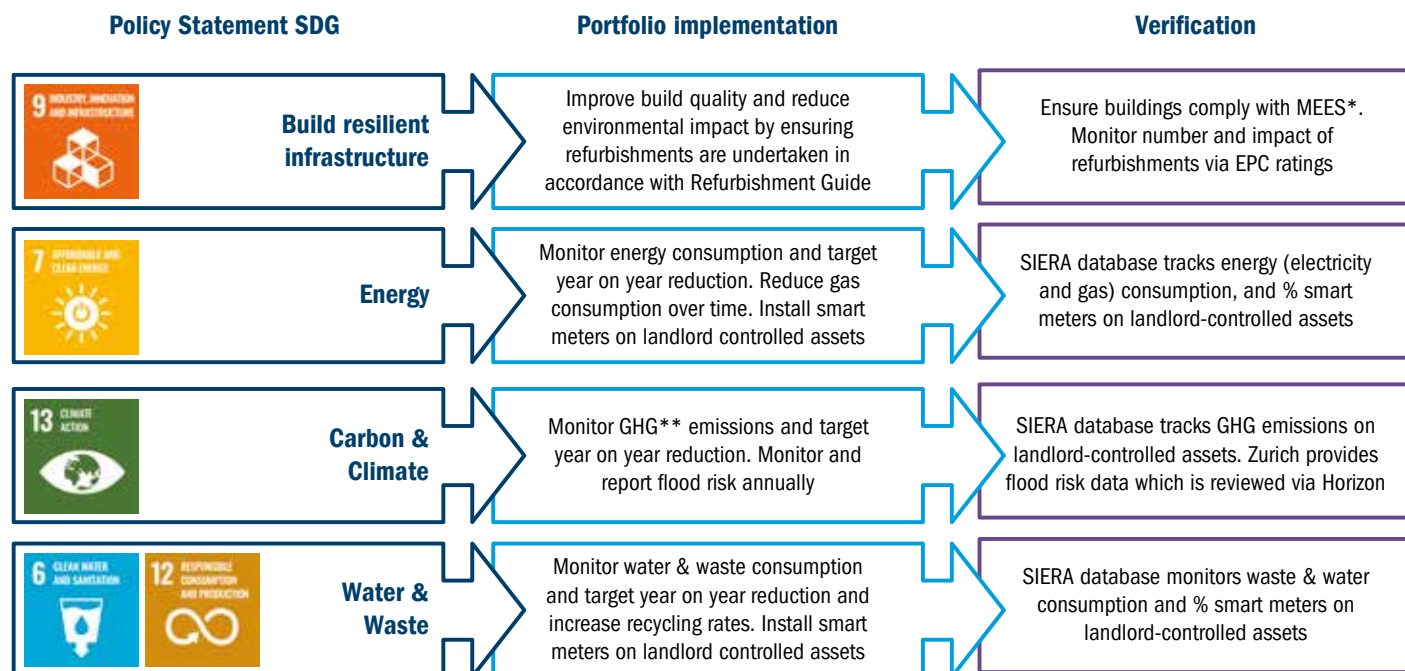 Policy Statement SDG
Portfolio implementation
Verification
9 INDUSTRY, INNOVATION
AND INFRASTRUCTURE
Build resilient
infrastructure
Improve build quality and reduce
environmental impact by ensuring
refurbishments are undertaken in
accordance with Refurbishment Guide
Ensure buildings comply with MEES*.
Monitor number and impact of
refurbishments via EPC ratings
7 AFFORDABLE AND
CLEAN ENERGY
Energy
Monitor energy consumption and target
year on year reduction. Reduce gas
consumption over time. Install smart
meters on landlord controlled assets
SIERA database tracks energy (electricity
and gas) consumption, and % smart
meters on landlord-controlled assets
13 CLIMATE
ACTION
Carbon &
Climate
Monitor GHG** emissions and target
year on year reduction. Monitor and
report flood risk annually
SIERA database tracks GHG emissions on
landlord-controlled assets. Zurich provides
flood risk data which is reviewed via Horizon
6 CLEAN WATER
AND SANITATION
12 RESPONSIBLE
CONSUMPTION
AND PRODUCTION
Water &
Waste
Monitor water & waste consumption
and target year on year reduction and
increase recycling rates. Install smart
meters on landlord controlled assets
SIERA database monitors waste & water
consumption and % smart meters on
landlord-controlled assets